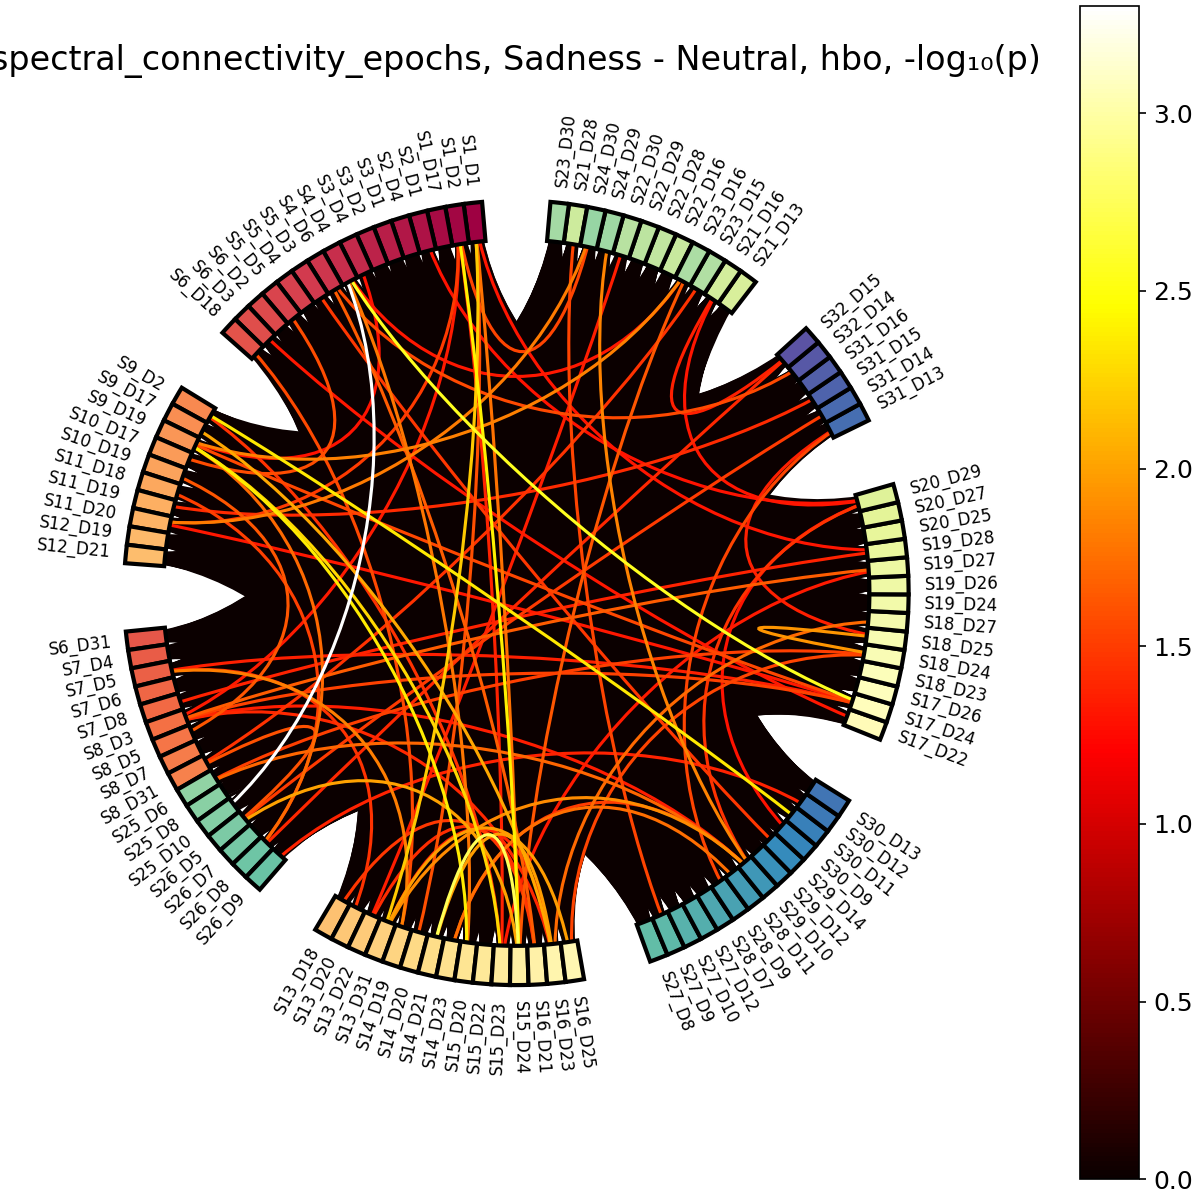 spectral_connectivity_epochs, Sadness - Neutral, hbo, -log₁₀(p)
S1_D1
S1_D2
S1_D17
S2_D1
S2_D4
S3_D1
S3_D2
S3_D4
S4_D4
S4_D6
S5_D3
S5_D4
S5_D5
S6_D2
S6_D3
S6_D18
S9_D2
S9_D17
S9_D19
S10_D17
S10_D19
S11_D18
S11_D19
S11_D20
S12_D19
S12_D21
S6_D31
S7_D4
S7_D5
S7_D6
S7_D8
S8_D3
S8_D5
S8_D7
S8_D31
S25_D6
S25_D8
S25_D10
S26_D5
S26_D7
S26_D8
S26_D9
S13_D18
S13_D20
S13_D22
S13_D31
S14_D19
S14_D20
S14_D21
S14_D23
S15_D20
S15_D22
S15_D23
S15_D24
S16_D21
S16_D23
S16_D25
S27_D8
S27_D9
S27_D10
S27_D12
S28_D7
S28_D9
S28_D11
S29_D10
S29_D12
S29_D14
S30_D9
S30_D11
S30_D12
S30_D13
S17_D22
S17_D24
S17_D26
S18_D23
S18_D24
S18_D25
S18_D27
S19_D24
S19_D26
S19_D27
S19_D28
S20_D25
S20_D27
S20_D29
S31_D13
S31_D14
S31_D15
S31_D16
S32_D14
S32_D15
S21_D13
S21_D16
S23_D15
S23_D16
S22_D16
S22_D28
S22_D29
S22_D30
S24_D29
S24_D30
S21_D28
S23_D30
3.0
2.5
2.0
1.5
1.0
0.5
0.0